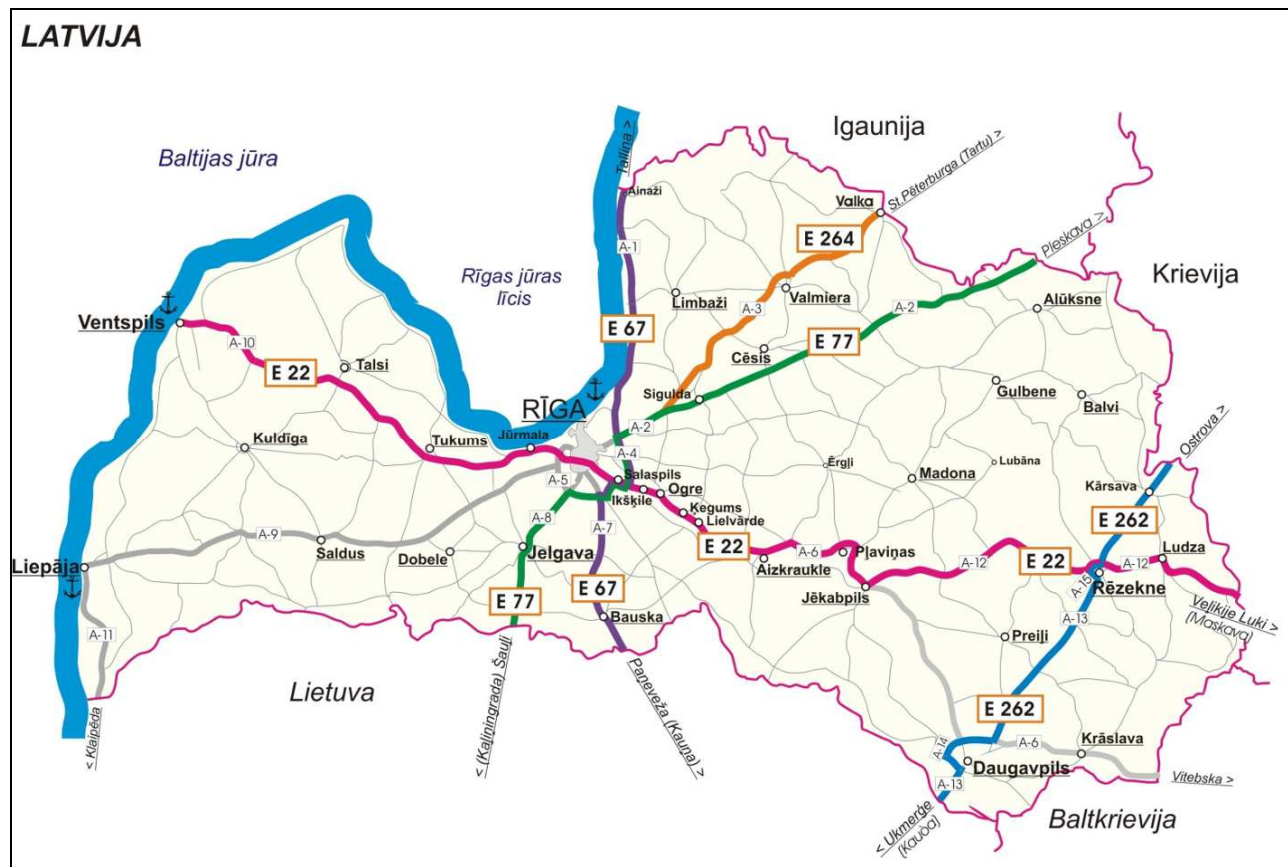 LATVIJA
Igaunija
Baltijas jūra
Tallina >
St.Pēterburga (Tartu) >
Ainaži
Valka
Pleskava >
E 264
A-1
Rīgas jūras
līcis
Krievija
Limbaži
Valmiera
A-3
A-2
Alūksne
Ventspils
E 67
A-10
E 77
Cēsis
E 22
Talsi
Sigulda
Gulbene
Balvi
RĪGA
A-2
Kuldīga
Tukums
Jūrmala
A-4
Ostrova >
Ērgļi
Lubāna
Madona
Salaspils
A-5
Ikšķile
Ogre
Kārsava
Ķegums
A-8
Lielvārde
A-7
E 262
A-9
Saldus
Dobele
Jelgava
E 22
A-6
Pļaviņas
E 22
Ludza
Liepāja
Aizkraukle
A-12
A-12
A-15
Rēzekne
Jēkabpils
E 77
E 67
Bauska
A-13
Veļikije Luki >
(Maskava)
A-11
Preiļi
Lietuva
< (Kaļiņingrada) Šauļi
Paņeveža (Kauņa) >
E 262
< Klaipēda
A-14
A-6
Krāslava
Daugavpils
Vitebska >
A-13
< Ukmerģe
Baltkrievija